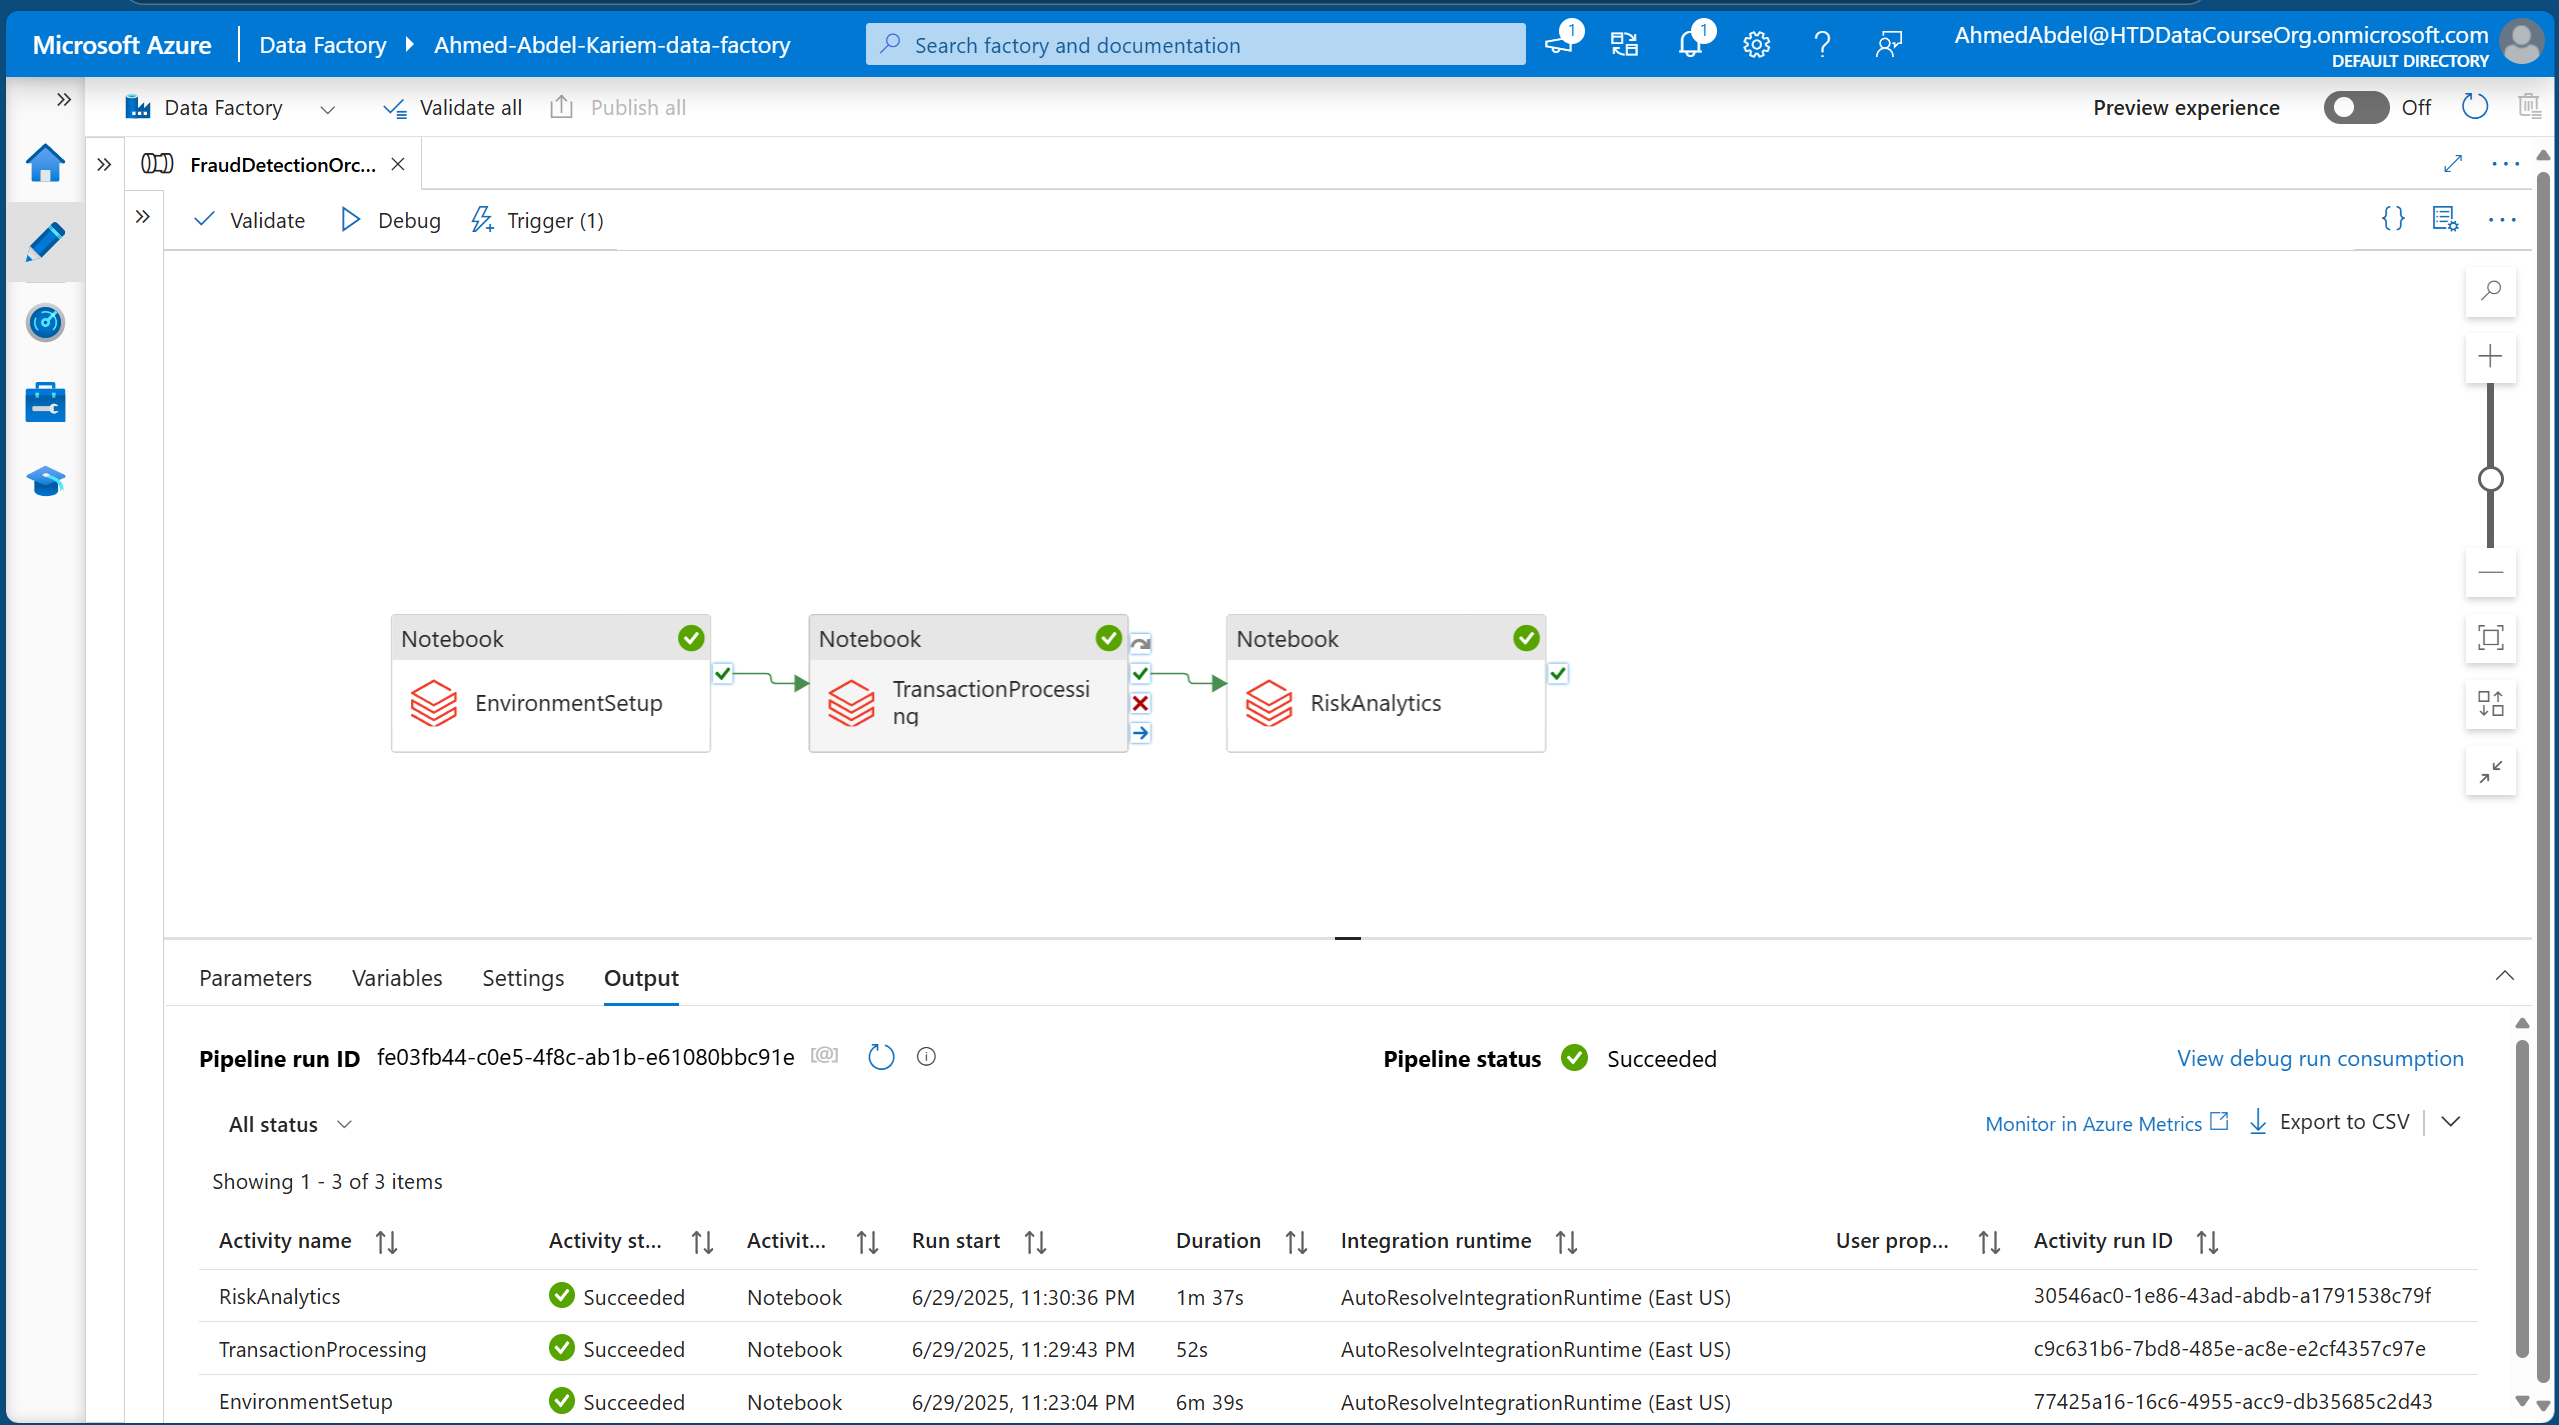 Microsoft Azure
Data Factory
Ahmed-Abdel-Kariem-data-factory
Search factory and documentation
1
1
AhmedAbdel@HTDDataCourseOrg.onmicrosoft.com
DEFAULT DIRECTORY
Data Factory
Validate all
Publish all
Preview experience
Off
FraudDetectionOrc...
Validate
Debug
Trigger (1)
Notebook
EnvironmentSetup
Notebook
TransactionProcessi
ng
Notebook
RiskAnalytics
Parameters
Variables
Settings
Output
Pipeline run ID fe03fb44-c0e5-4f8c-ab1b-e61080bbc91e
Pipeline status Succeeded
View debug run consumption
All status
Monitor in Azure Metrics
Export to CSV
Showing 1 - 3 of 3 items
Activity name Activity st... Activit... Run start Duration Integration runtime User prop... Activity run ID
RiskAnalytics Succeeded Notebook 6/29/2025, 11:30:36 PM 1m 37s AutoResolveIntegrationRuntime (East US) 30546ac0-1e86-43ad-abdb-a1791538c79f
TransactionProcessing Succeeded Notebook 6/29/2025, 11:29:43 PM 52s AutoResolveIntegrationRuntime (East US) c9c631b6-7bd8-485e-ac8e-e2cf4357c97e
EnvironmentSetup Succeeded Notebook 6/29/2025, 11:23:04 PM 6m 39s AutoResolveIntegrationRuntime (East US) 77425a16-16c6-4955-acc9-db35685c2d43